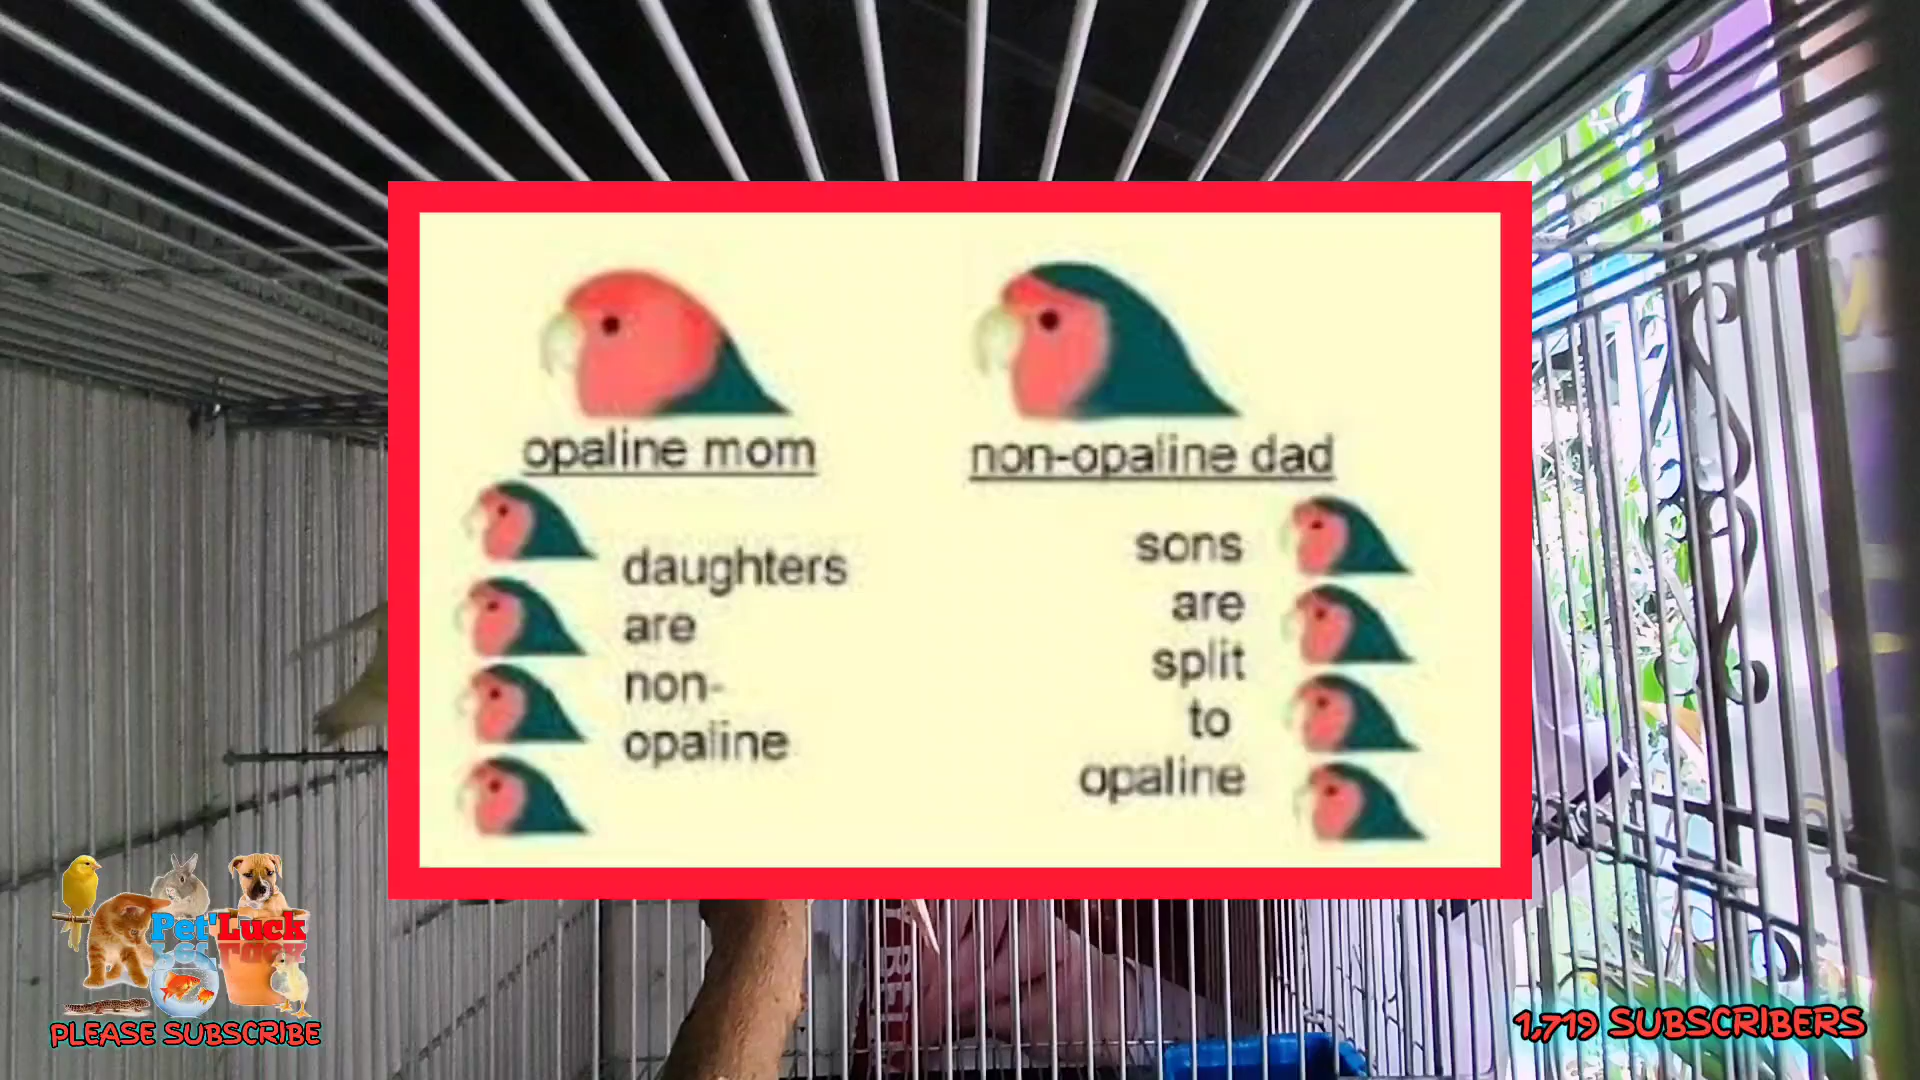 opaline mom
non-opaline dad
daughters
are
non-
opaline
sons
are
split
to
opaline
Pet'Luck
PLEASE SUBSCRIBE
1,719 SUBSCRIBERS